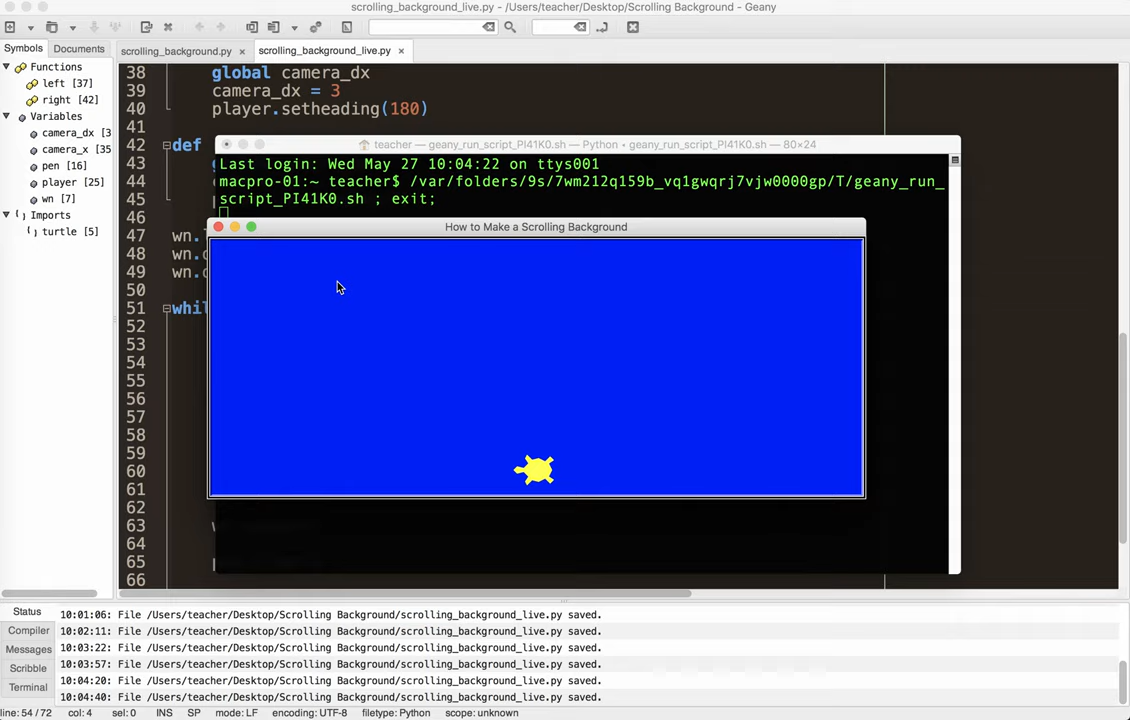 scrolling_background_live.py - /Users/teacher/Desktop/Scrolling Background - Geany
Symbols
Documents
scrolling_background.py
scrolling_background_live.py
Functions
left [37]
right [42]
Variables
camera_dx [3
camera_x [35
pen [16]
player [25]
wn [7]
Imports
turtle [5]
38 global camera_dx
39 camera_dx = 3
40 player.setheading(180)
41
42 def
43
44
45
46
47 wn.
48 wn.
49 wn.
50
51 whil
52
53
54
55
56
57
58
59
60
61
62
63
64
65
66
teacher — geany_run_script_PI41K0.sh — Python • geany_run_script_PI41K0.sh — 80×24
Last login: Wed May 27 10:04:22 on ttys001
macpro-01:~ teacher$ /var/folders/9s/7wm212q159b_vq1gwqrj7vjw0000gp/T/geany_run_
script_PI41K0.sh ; exit;
How to Make a Scrolling Background
Status
Compiler
Messages
Scribble
Terminal
10:01:06: File /Users/teacher/Desktop/Scrolling Background/scrolling_background_live.py saved.
10:02:11: File /Users/teacher/Desktop/Scrolling Background/scrolling_background_live.py saved.
10:03:22: File /Users/teacher/Desktop/Scrolling Background/scrolling_background_live.py saved.
10:03:57: File /Users/teacher/Desktop/Scrolling Background/scrolling_background_live.py saved.
10:04:20: File /Users/teacher/Desktop/Scrolling Background/scrolling_background_live.py saved.
10:04:40: File /Users/teacher/Desktop/Scrolling Background/scrolling_background_live.py saved.
line: 54 / 72 col: 4 sel: 0 INS SP mode: LF encoding: UTF-8 filetype: Python scope: unknown